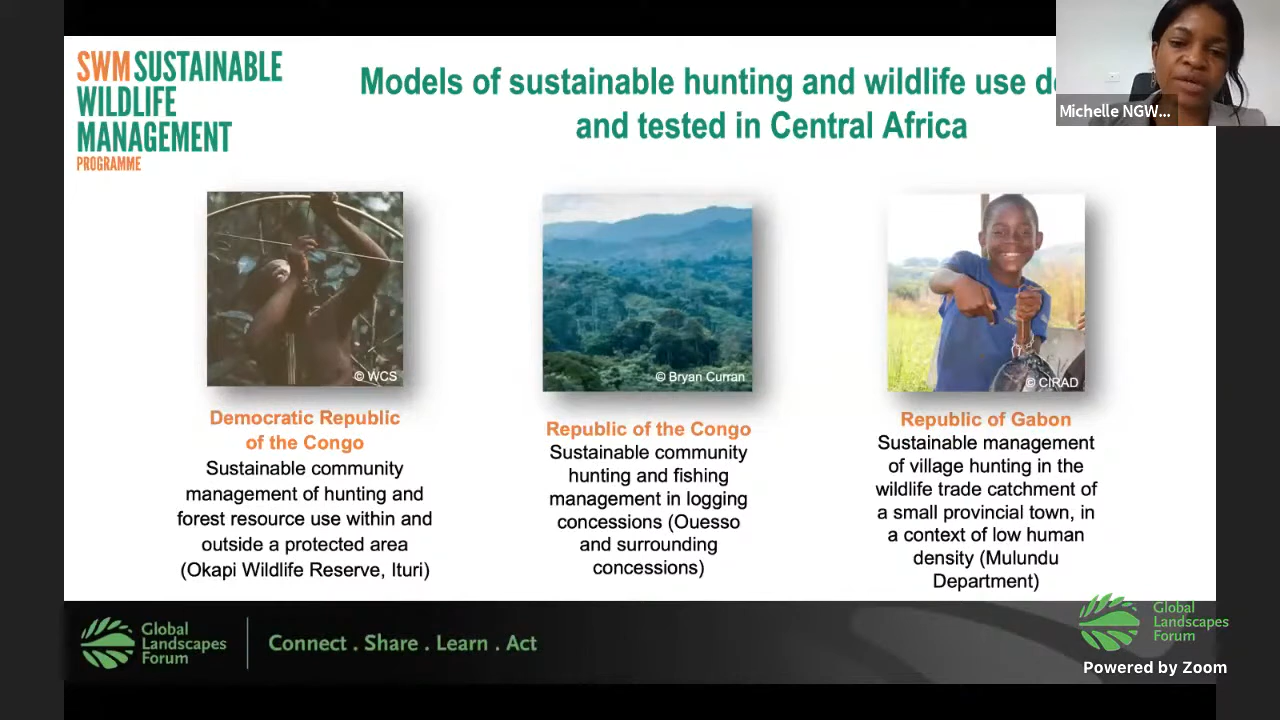 SWM SUSTAINABLE
WILDLIFE
MANAGEMENT
PROGRAMME
Models of sustainable hunting and wildlife use
and tested in Central Africa
Michelle NGW...
© WCS
© Bryan Curran
© CIRAD
Democratic Republic
of the Congo
Sustainable community
management of hunting and
forest resource use within and
outside a protected area
(Okapi Wildlife Reserve, Ituri)
Republic of the Congo
Sustainable community
hunting and fishing
management in logging
concessions (Ouesso
and surrounding
concessions)
Republic of Gabon
Sustainable management
of village hunting in the
wildlife trade catchment of
a small provincial town, in
a context of low human
density (Mulundu
Department)
Global
Landscapes
Forum
Connect . Share . Learn . Act
Global
Landscapes
Forum
Powered by Zoom